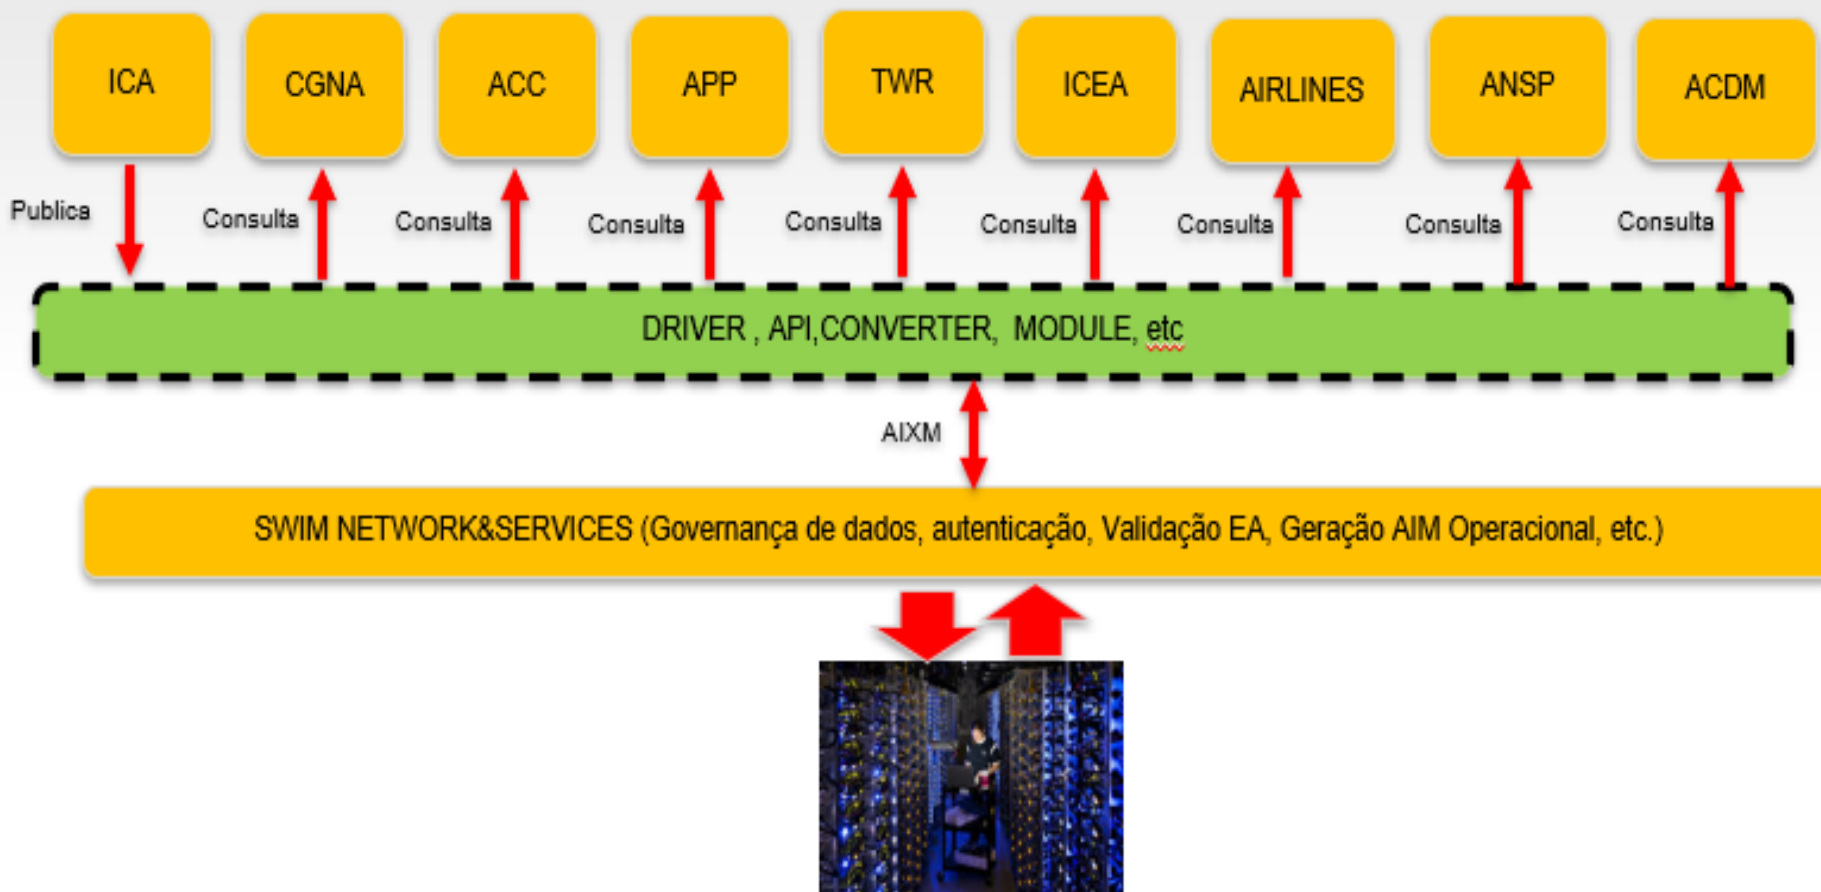 ICA
CGNA
ACC
APP
TWR
ICEA
AIRLINES
ANSP
ACDM
Publica
Consulta
Consulta
Consulta
Consulta
Consulta
Consulta
Consulta
Consulta
DRIVER , API,CONVERTER, MODULE, etc
AIXM
SWIM NETWORK&SERVICES (Governança de dados, autenticação, Validação EA, Geração AIM Operacional, etc.)